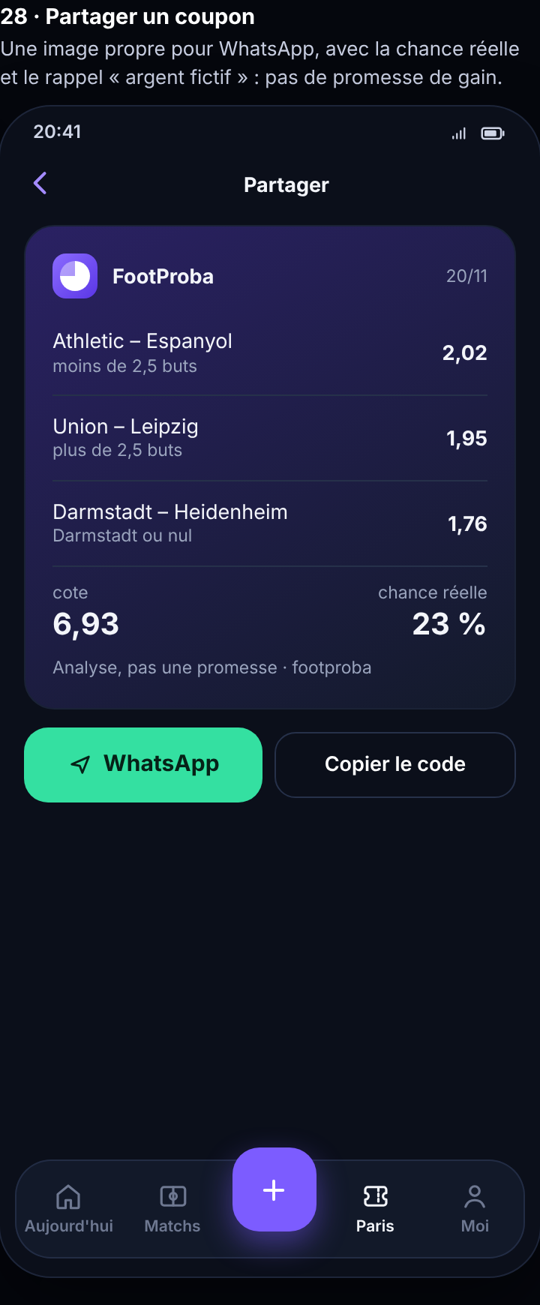 28 · Partager un coupon
Une image propre pour WhatsApp, avec la chance réelle
et le rappel « argent fictif » : pas de promesse de gain.
20:41
Partager
FootProba
20/11
Athletic – Espanyol
moins de 2,5 buts
2,02
Union – Leipzig
plus de 2,5 buts
1,95
Darmstadt – Heidenheim
Darmstadt ou nul
1,76
cote
chance réelle
6,93
23 %
Analyse, pas une promesse · footproba
WhatsApp
Copier le code
Aujourd'hui
Matchs
Paris
Moi